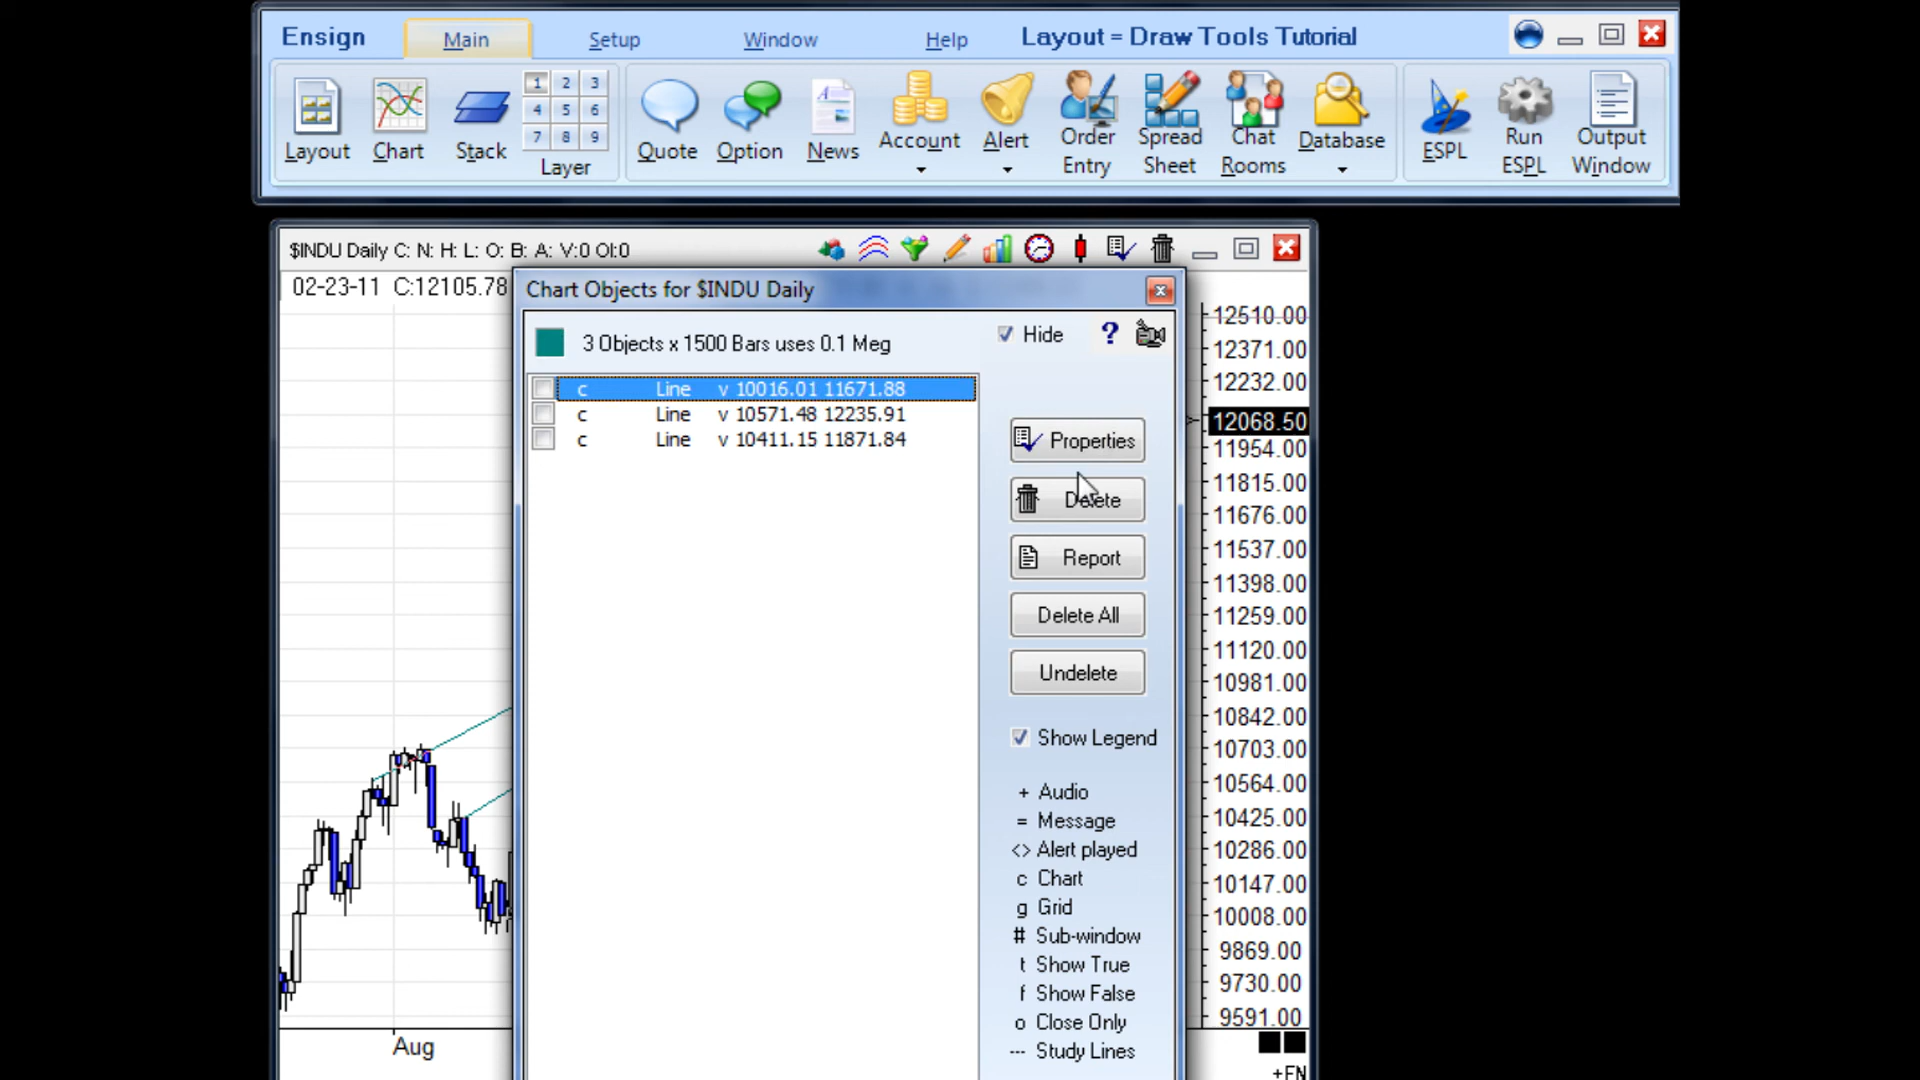 Ensign Main Setup Window Help Layout = Draw Tools Tutorial
Layout Chart Stack 1 2 3 4 5 6 7 8 9 Layer Quote Option News Account Alert Order Entry Spread Sheet Chat Rooms Database ESPL Run ESPL Output Window
$INDU Daily C: N: H: L: O: B: A: V:0 OI:0
02-23-11 C:12105.78
Chart Objects for $INDU Daily
3 Objects x 1500 Bars uses 0.1 Meg
Hide ?
c Line v 10016.01 11671.88
c Line v 10571.48 12235.91
c Line v 10411.15 11871.84
Properties
Delete
Report
Delete All
Undelete
Show Legend
+ Audio
= Message
<> Alert played
c Chart
g Grid
# Sub-window
t Show True
f Show False
o Close Only
--- Study Lines
12510.00
12371.00
12232.00
12068.50
11954.00
11815.00
11676.00
11537.00
11398.00
11259.00
11120.00
10981.00
10842.00
10703.00
10564.00
10425.00
10286.00
10147.00
10008.00
9869.00
9730.00
9591.00
Aug
+FN